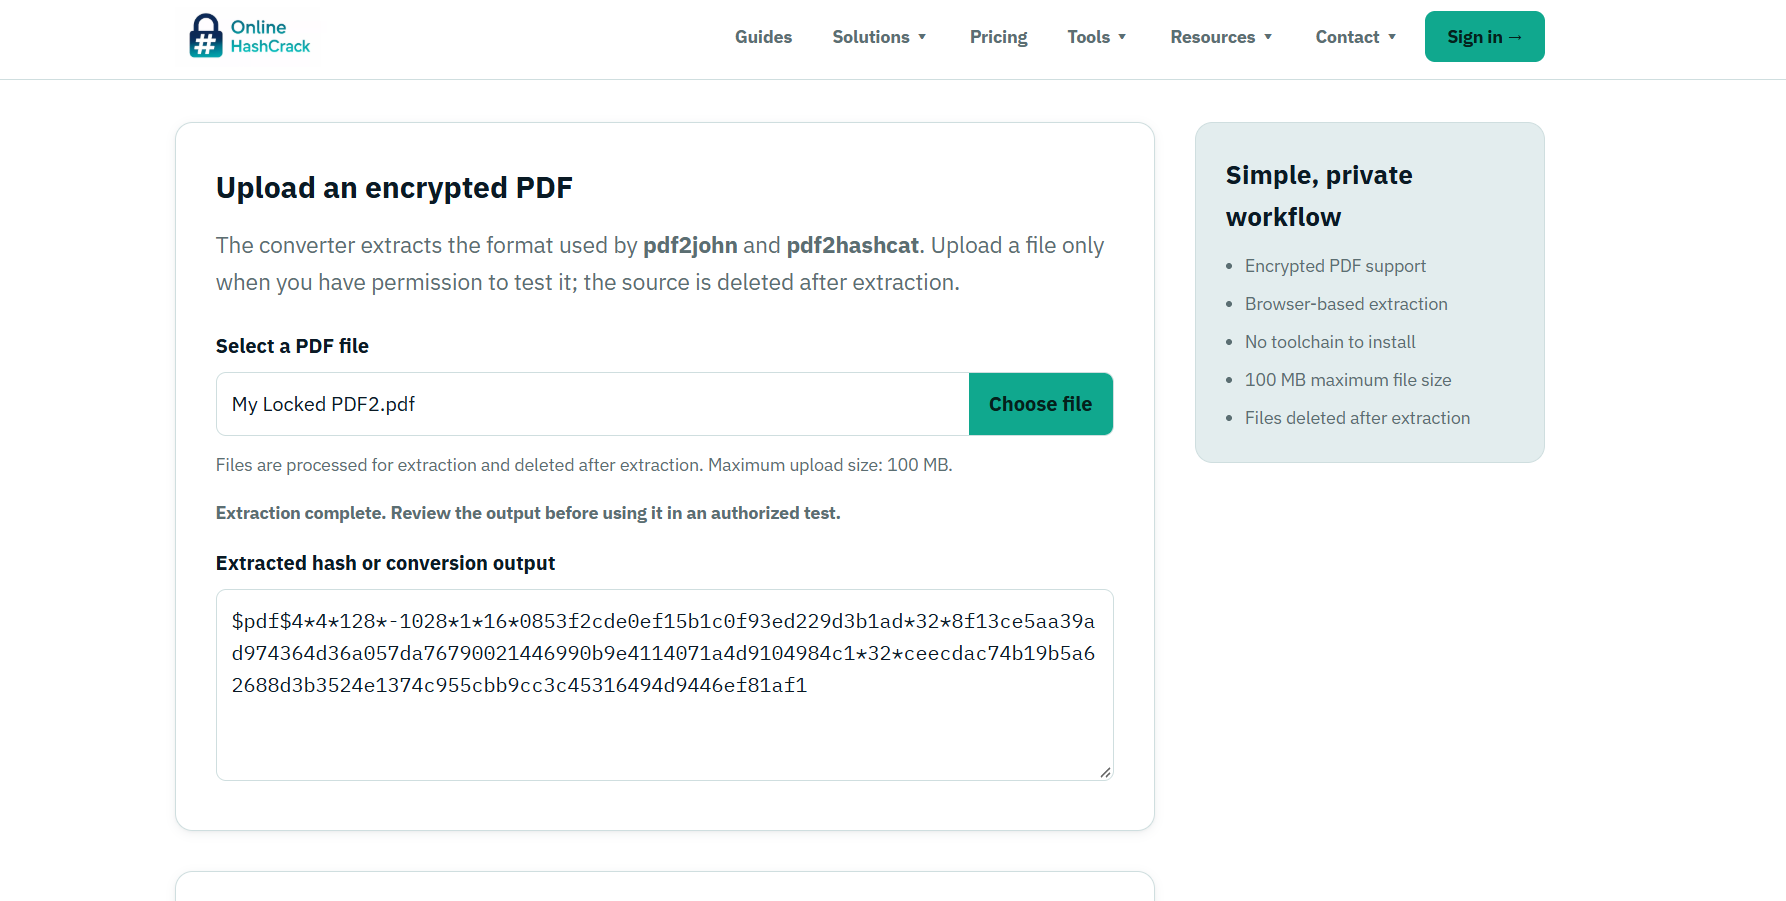 Online
HashCrack
Guides
Solutions
Pricing
Tools
Resources
Contact
Sign in →
Upload an encrypted PDF
The converter extracts the format used by pdf2john and pdf2hashcat. Upload a file only
when you have permission to test it; the source is deleted after extraction.
Select a PDF file
My Locked PDF2.pdf
Choose file
Files are processed for extraction and deleted after extraction. Maximum upload size: 100 MB.
Extraction complete. Review the output before using it in an authorized test.
Extracted hash or conversion output
$pdf$4*4*128*-1028*1*16*0853f2cde0ef15b1c0f93ed229d3b1ad*32*8f13ce5aa39a
d974364d36a057da76790021446990b9e4114071a4d9104984c1*32*ceecdac74b19b5a6
2688d3b3524e1374c955cbb9cc3c45316494d9446ef81af1
Simple, private
workflow
• Encrypted PDF support
• Browser-based extraction
• No toolchain to install
• 100 MB maximum file size
• Files deleted after extraction